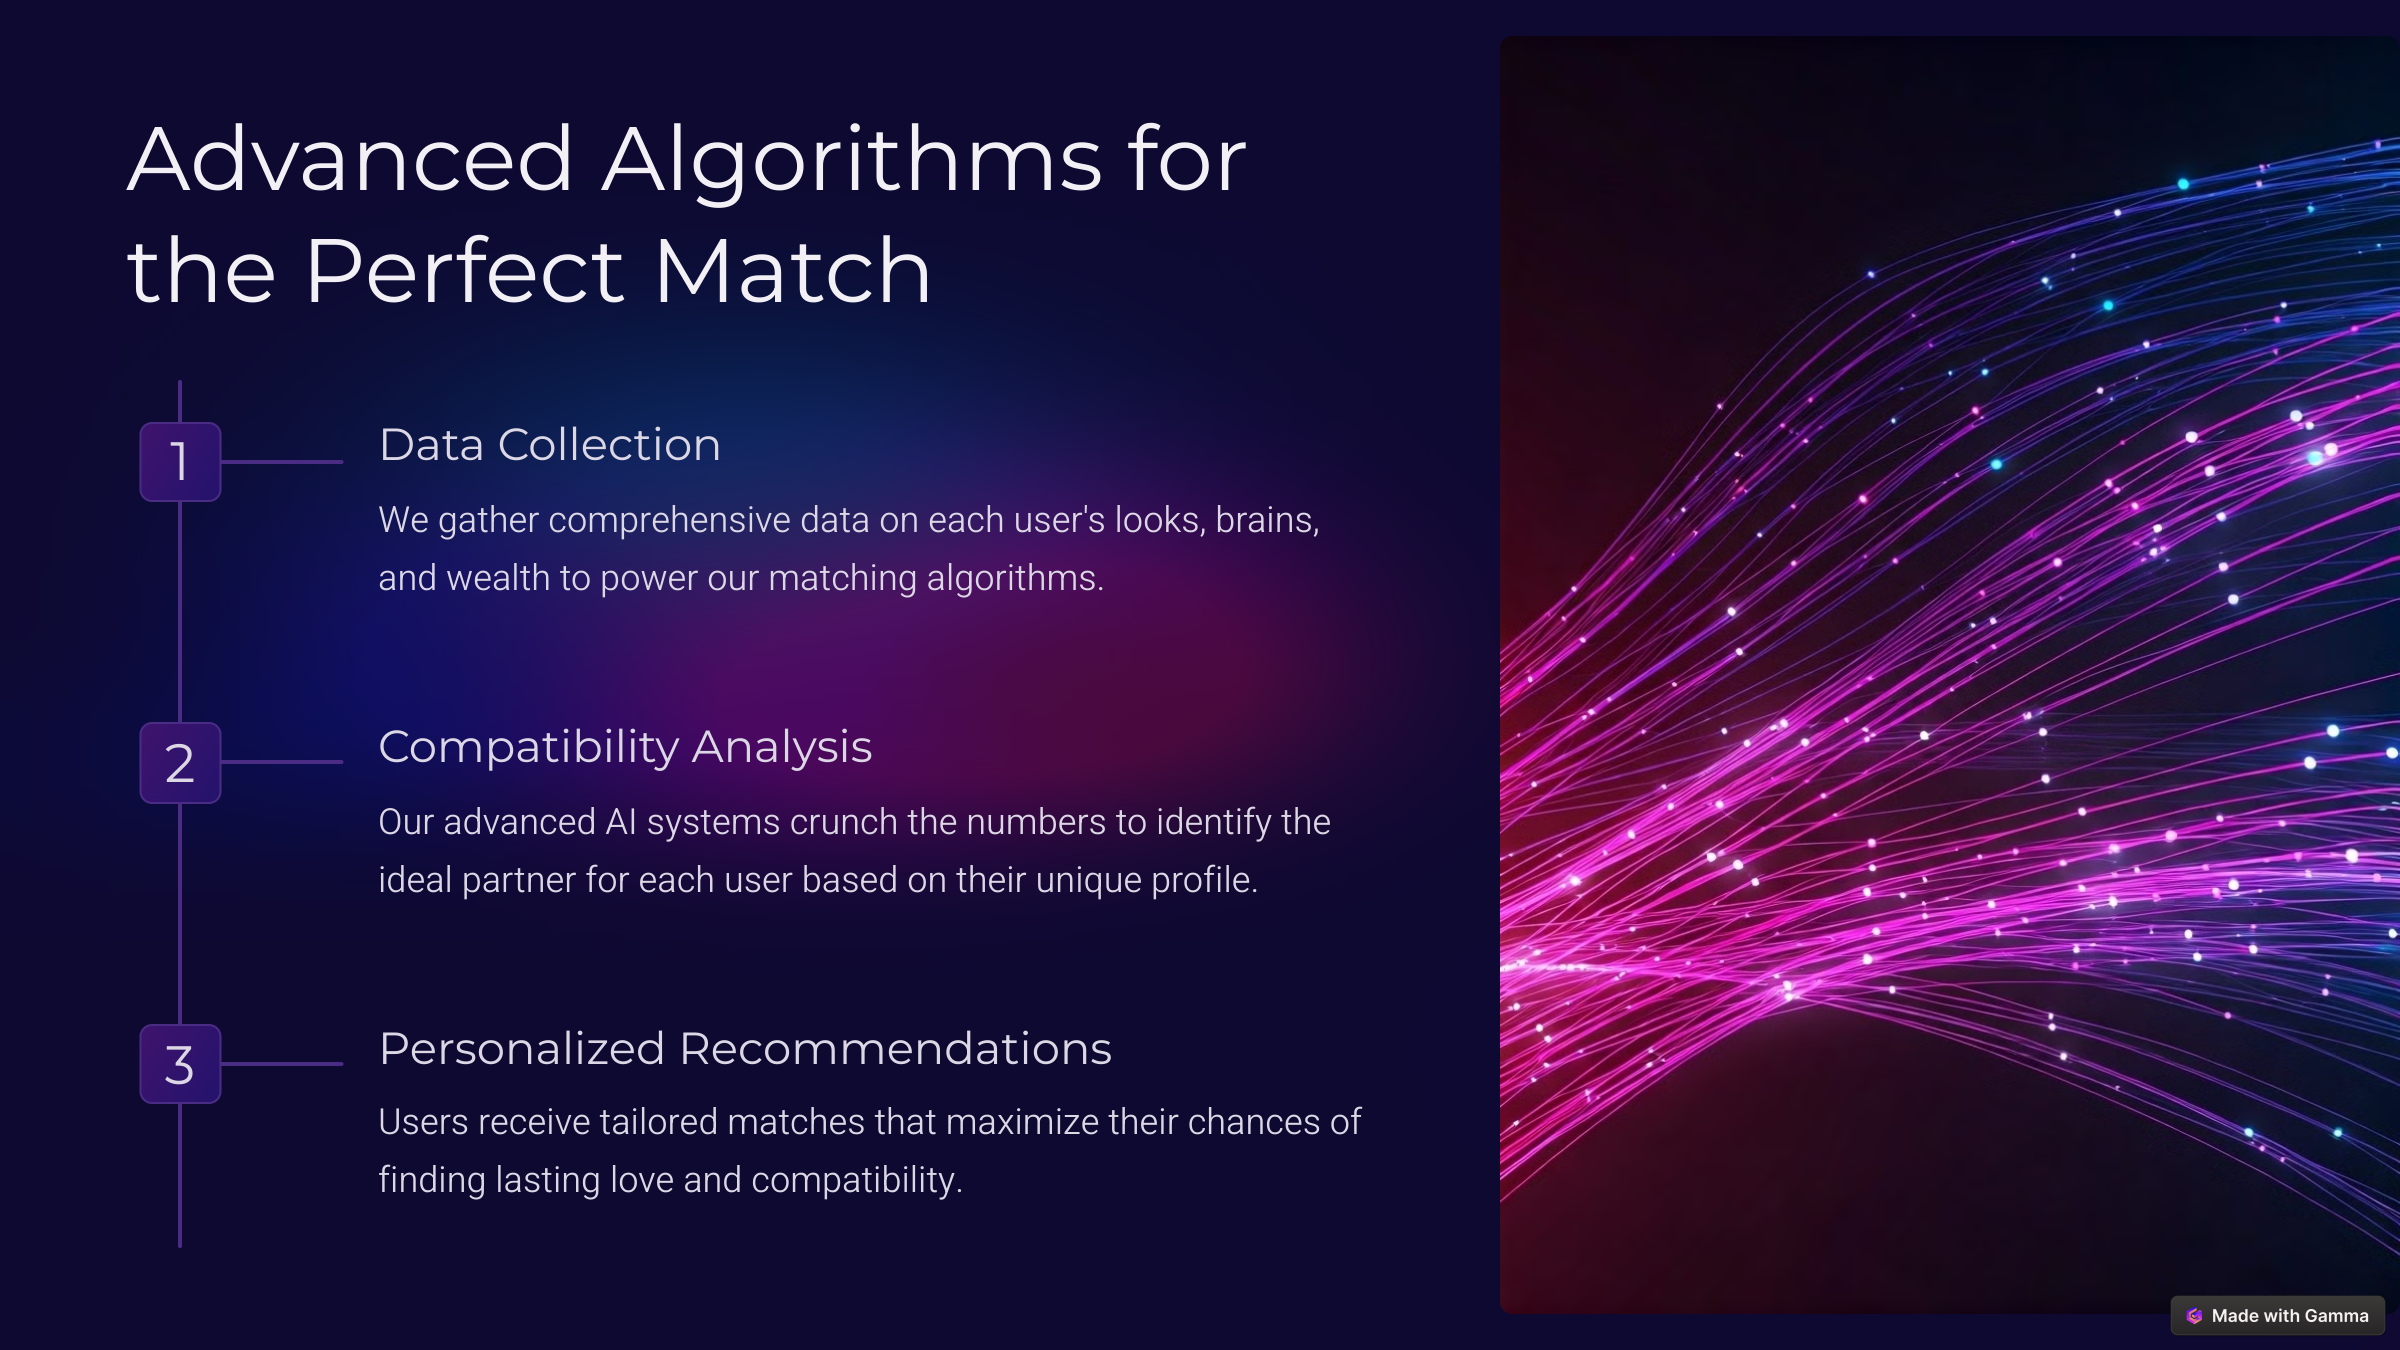 Advanced Algorithms for
the Perfect Match
1
Data Collection
We gather comprehensive data on each user's looks, brains,
and wealth to power our matching algorithms.
2
Compatibility Analysis
Our advanced AI systems crunch the numbers to identify the
ideal partner for each user based on their unique profile.
3
Personalized Recommendations
Users receive tailored matches that maximize their chances of
finding lasting love and compatibility.
Made with Gamma